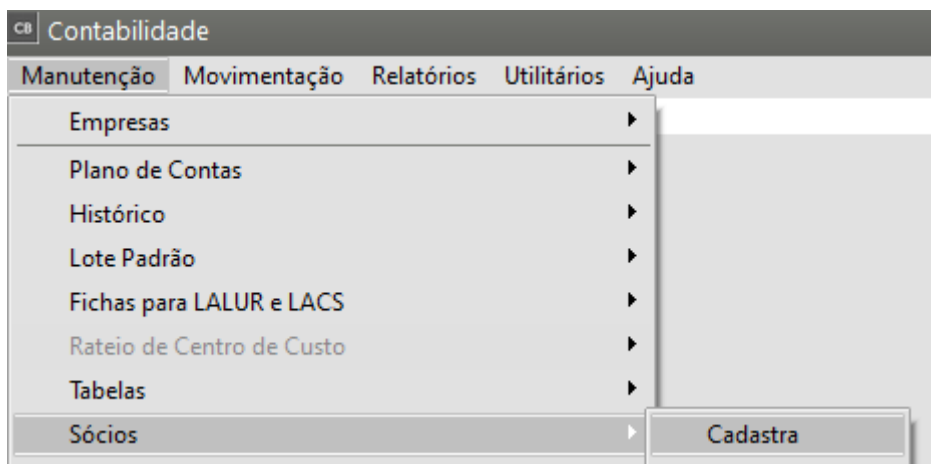 CB Contabilidade
Manutenção Movimentação Relatórios Utilitários Ajuda
Empresas
Plano de Contas
Histórico
Lote Padrão
Fichas para LALUR e LACS
Rateio de Centro de Custo
Tabelas
Sócios Cadastra